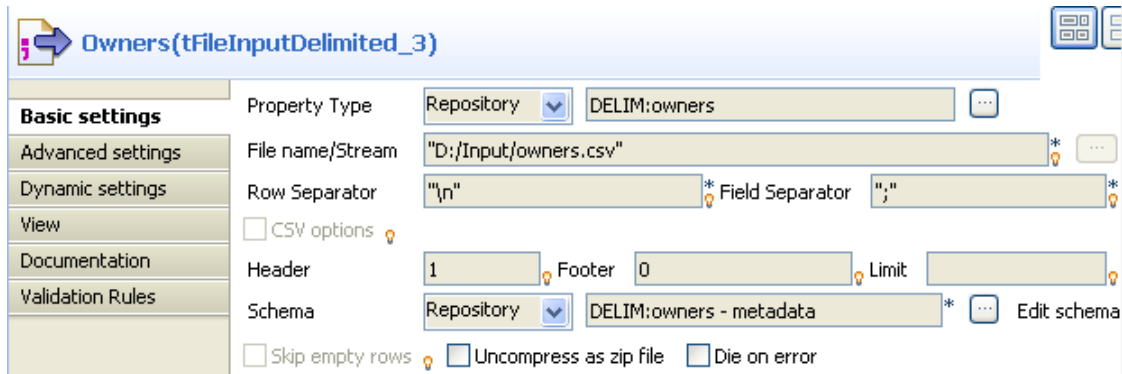 Owners(tFileInputDelimited_3)
Basic settings
Advanced settings
Dynamic settings
View
Documentation
Validation Rules
Property Type Repository DELIM:owners ...
File name/Stream "D:/Input/owners.csv" * ...
Row Separator "\n" * Field Separator ";" *
CSV options
Header 1 Footer 0 Limit
Schema Repository DELIM:owners - metadata * ... Edit schema
Skip empty rows Uncompress as zip file Die on error